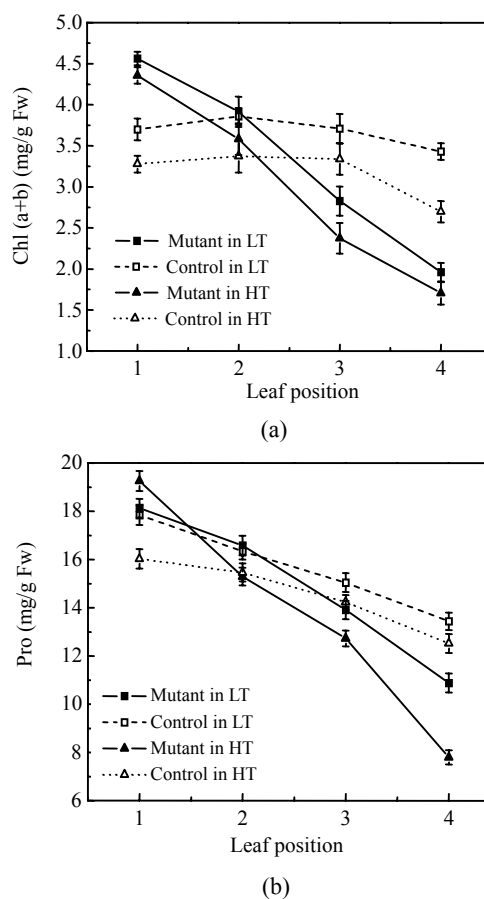 5.0
4.5
4.0
3.5
3.0
2.5
2.0
1.5
1.0
Chl (a+b) (mg/g Fw)
Mutant in LT
Control in LT
Mutant in HT
Control in HT
1 2 3 4
Leaf position
(a)
20
18
16
14
12
10
8
6
Pro (mg/g Fw)
Mutant in LT
Control in LT
Mutant in HT
Control in HT
1 2 3 4
Leaf position
(b)